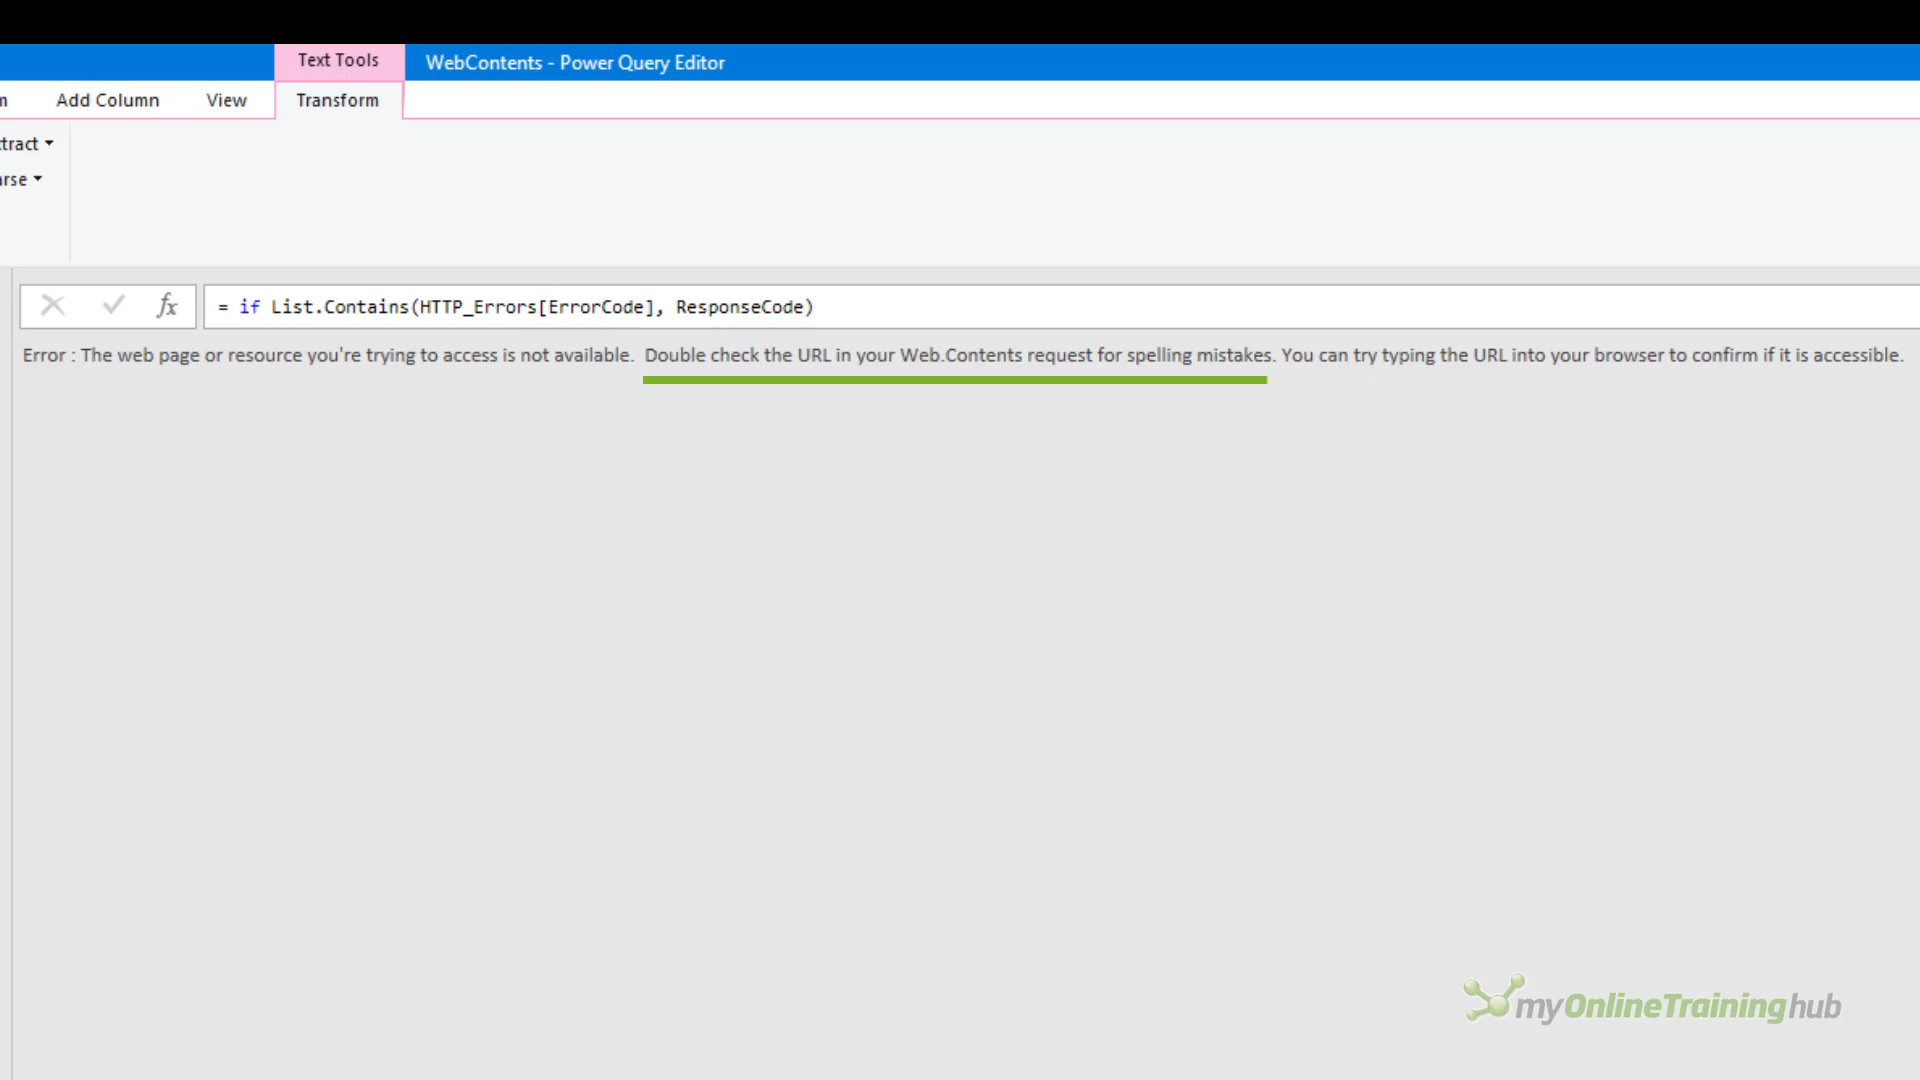 Text Tools
WebContents - Power Query Editor
Add Column
View
Transform
tract
arse
fx
= if List.Contains(HTTP_Errors[ErrorCode], ResponseCode)
Error : The web page or resource you're trying to access is not available.  Double check the URL in your Web.Contents request for spelling mistakes. You can try typing the URL into your browser to confirm if it is accessible.
myOnlineTraininghub